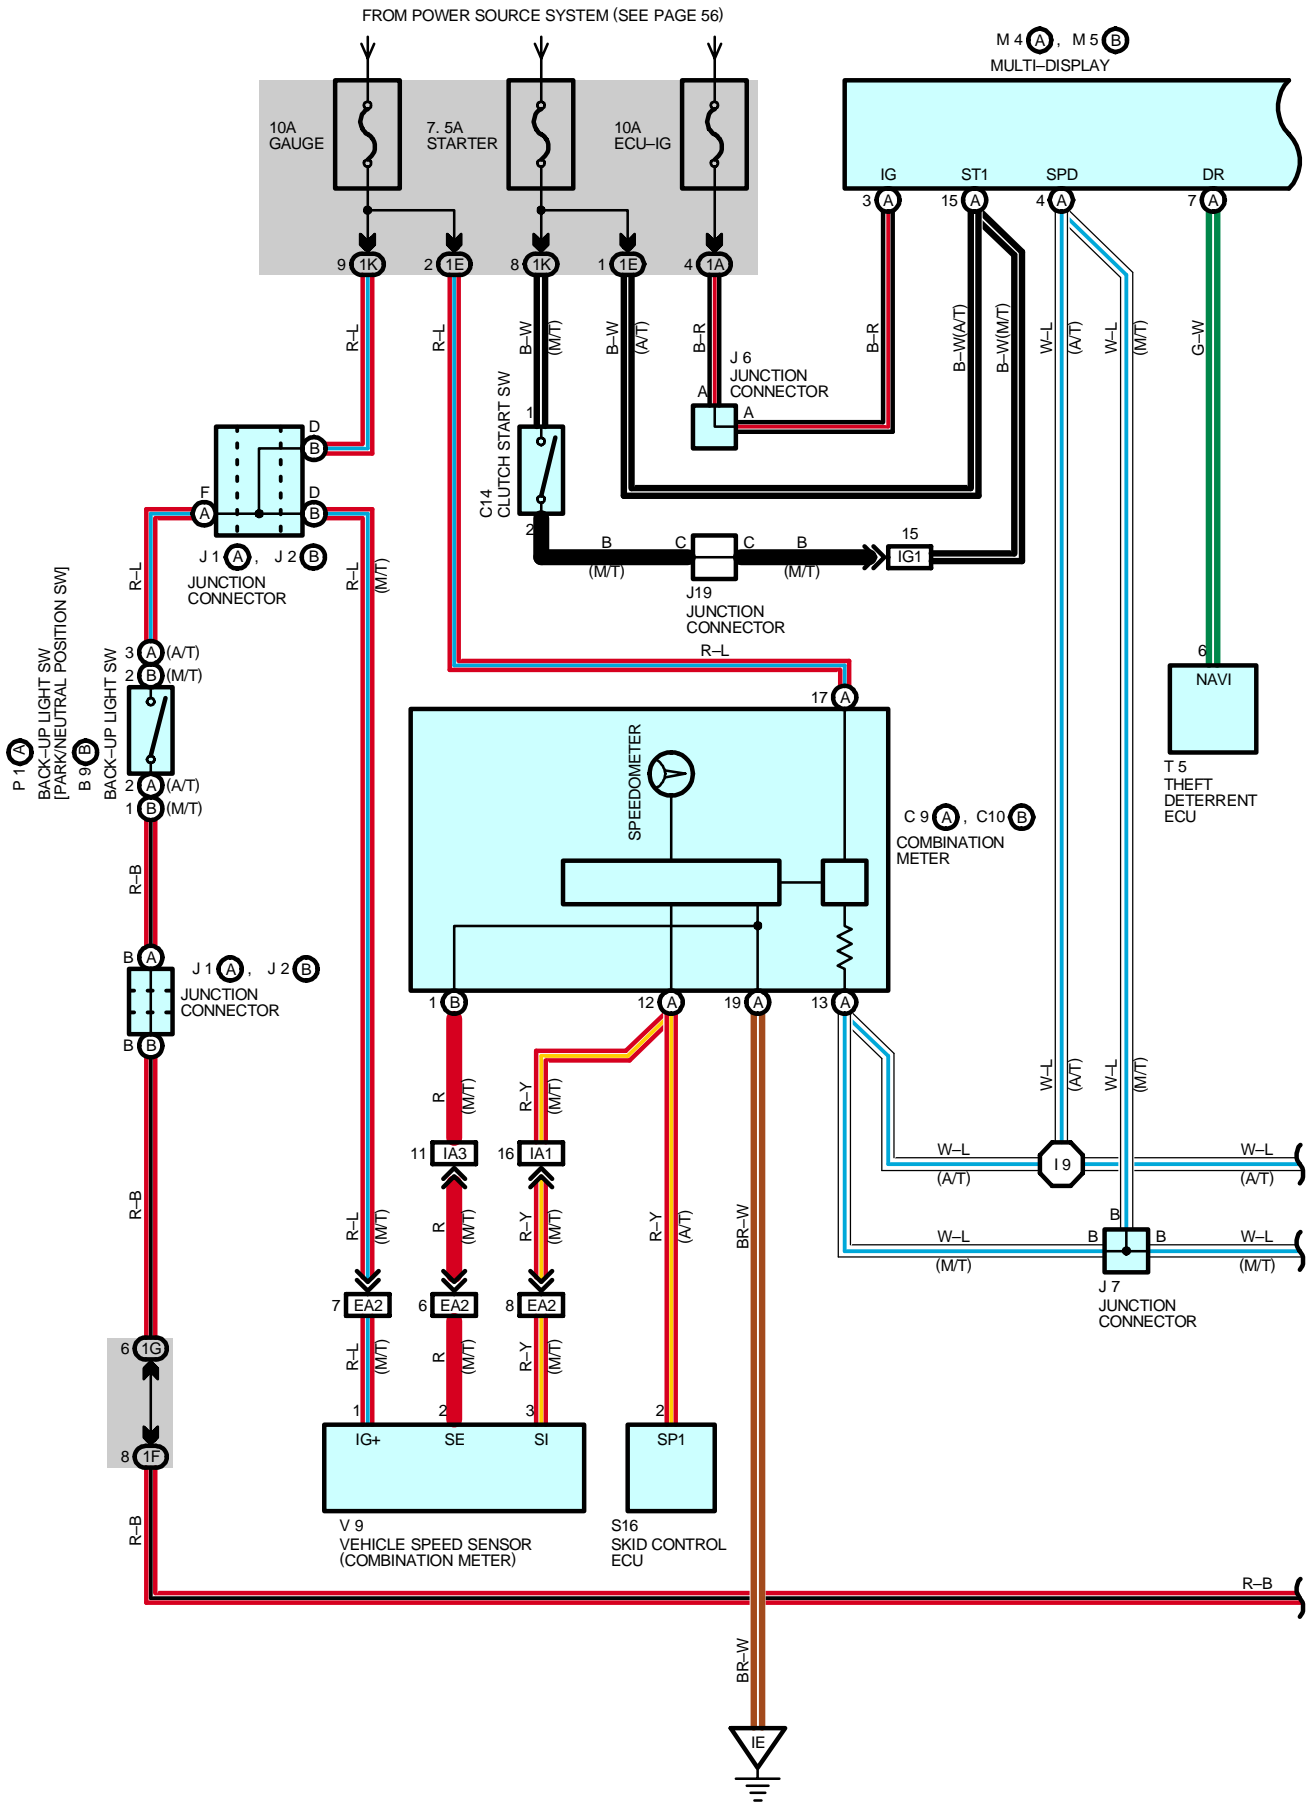 FROM POWER SOURCE SYSTEM (SEE PAGE 56)
M 4 A , M 5 B
MULTI–DISPLAY
10A
GAUGE
7. 5A
STARTER
10A
ECU–IG
IG
ST1
SPD
DR
3 A
15 A
4 A
7 A
9 1K
2 1E
8 1K
1 1E
4 1A
R–L
R–L
B–W
(M/T)
B–W
(A/T)
B–R
B–R
B–W(A/T)
B–W(M/T)
W–L
(A/T)
W–L
(M/T)
G–W
J 6
JUNCTION
CONNECTOR
A
A
1
C14
CLUTCH START SW
2
D
B
F
A
D
B
J 1 A , J 2 B
JUNCTION
CONNECTOR
R–L
R–L
(M/T)
B
(M/T)
C
C
B
(M/T)
15
IG1
J19
JUNCTION
CONNECTOR
R–L
3 A (A/T)
2 B (M/T)
P 1 A
BACK–UP LIGHT SW
[PARK/NEUTRAL POSITION SW]
B 9 B
BACK–UP LIGHT SW
2 A (A/T)
1 B (M/T)
6
NAVI
T 5
THEFT
DETERRENT
ECU
17 A
SPEEDOMETER
C 9 A , C10 B
COMBINATION
METER
R–B
B A
J 1 A , J 2 B
JUNCTION
CONNECTOR
B B
1 B
12 A
19 A
13 A
R
(M/T)
R–Y
(M/T)
W–L
(A/T)
W–L
(M/T)
11 IA3
16 IA1
W–L
(A/T)
I 9
W–L
(A/T)
R–B
R–L
(M/T)
R
(M/T)
R–Y
(M/T)
R–Y
(A/T)
BR–W
B
W–L
(M/T)
B
B
W–L
(M/T)
J 7
JUNCTION
CONNECTOR
7 EA2
6 EA2
8 EA2
R–L
(M/T)
R
(M/T)
R–Y
(M/T)
6 1G
8 1F
1
2
3
2
IG+
SE
SI
SP1
V 9
VEHICLE SPEED SENSOR
(COMBINATION METER)
S16
SKID CONTROL
ECU
R–B
R–B
BR–W
IE